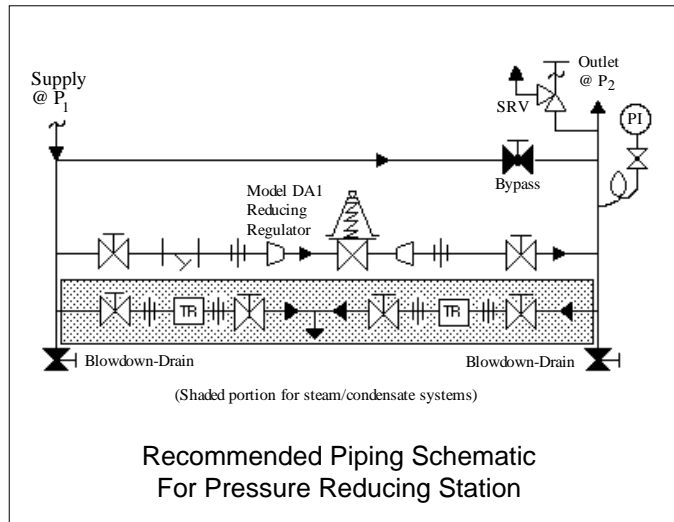 Supply
@ P1
Outlet
@ P2
SRV
PI
Bypass
Model DA1
Reducing
Regulator
TR
TR
Blowdown-Drain
Blowdown-Drain
(Shaded portion for steam/condensate systems)
Recommended Piping Schematic
For Pressure Reducing Station